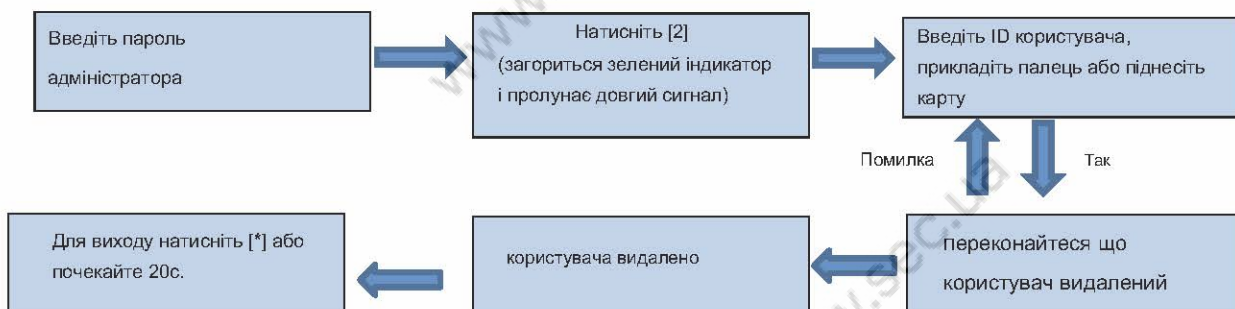 Введіть пароль
адміністратора
Натисніть [2]
(загориться зелений індикатор
і пролунає довгий сигнал)
Введіть ID користувача,
прикладіть палець або піднесіть
карту
Помилка
Так
переконайтеся що
користувач видалений
користувача видалено
Для виходу натисніть [*] або
почекайте 20с.